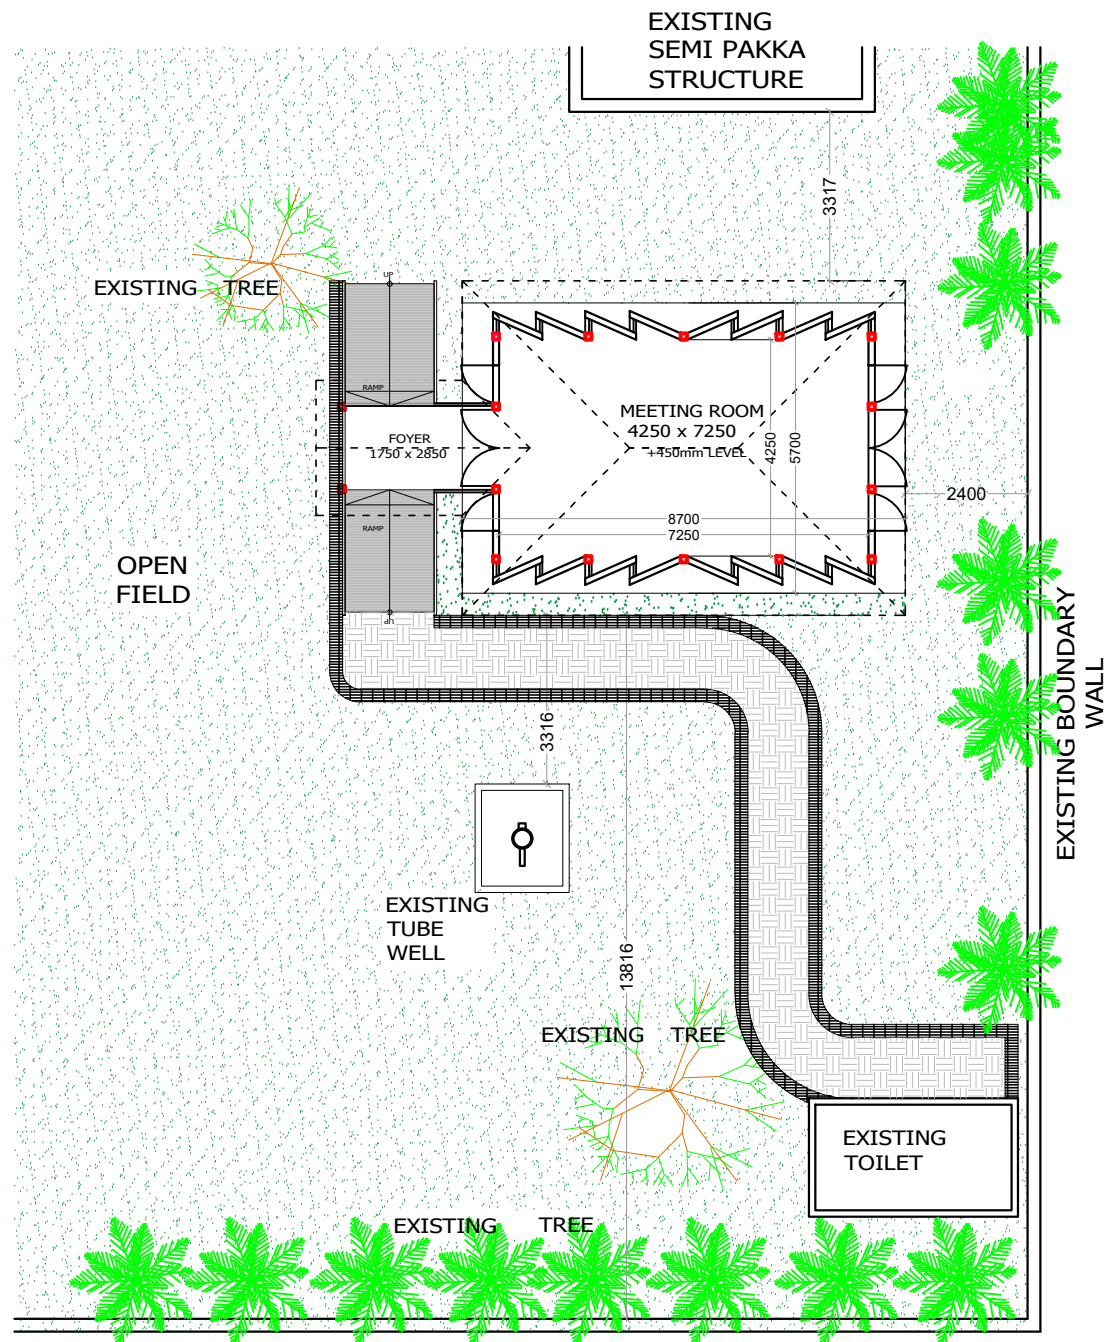 EXISTING
SEMI PAKKA
STRUCTURE
3317
UP
EXISTING TREE
RAMP
MEETING ROOM
4250 x 7250
+450mm LEVEL
4250
5700
FOYER
1750 x 2850
2400
8700
7250
RAMP
OPEN
FIELD
UP
EXISTING BOUNDARY
WALL
3316
EXISTING
TUBE
WELL
13816
EXISTING TREE
EXISTING
TOILET
EXISTING TREE